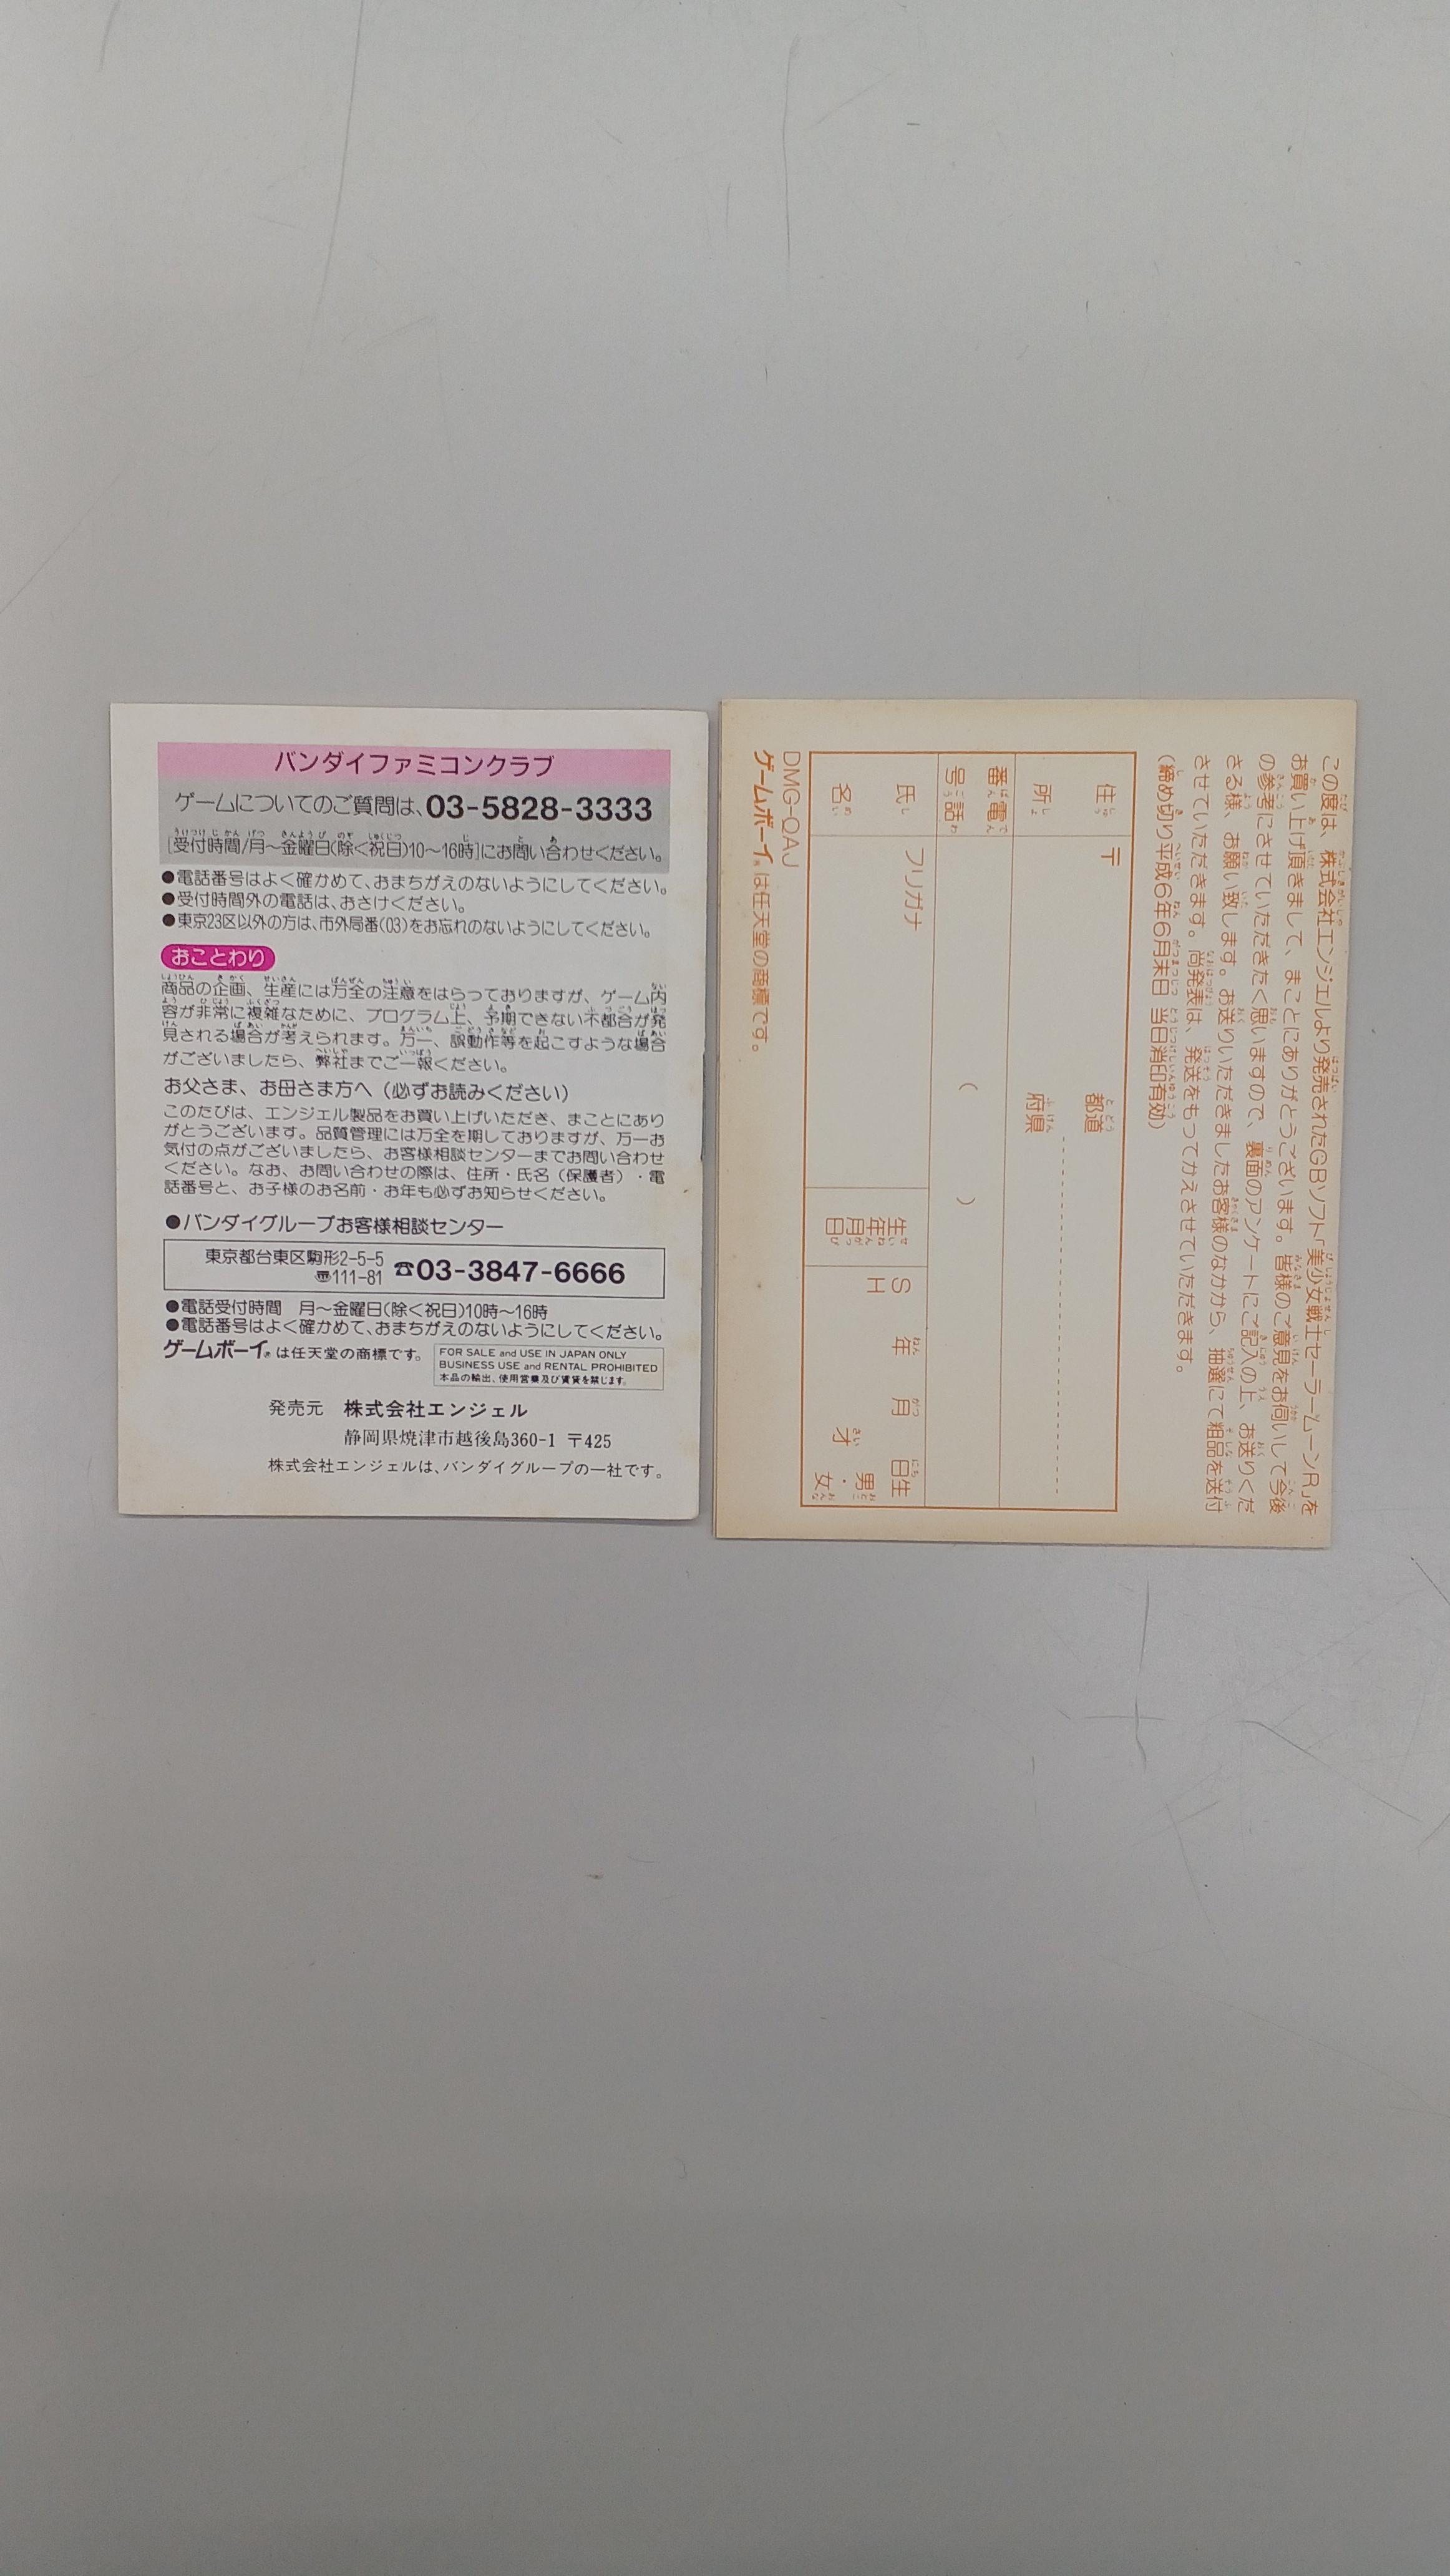 バンダイファミコンクラブ
ゲームについてのご質問は、03-5828-3333
[受付時間/月～金曜日(除く祝日)10～16時]にお問い合わせください。
●電話番号はよく確かめて、おまちがえのないようにしてください。
●受付時間外の電話は、おさけください。
●東京23区以外の方は、市外局番(03)をお忘れのないようにしてください。
おことわり
商品の企画、生産には万全の注意をはらっておりますが、ゲーム内
容が非常に複雑なために、プログラム上、予期できない不都合が発
見される場合が考えられます。万一、誤動作等を起こすような場合
がございましたら、弊社までご一報ください。
お父さま、お母さま方へ（必ずお読みください）
このたびは、エンジェル製品をお買い上げいただき、まことにあり
がとうございます。品質管理には万全を期しておりますが、万一お
気付の点がございましたら、お客様相談センターまでお問い合わせ
ください。なお、お問い合わせの際は、住所・氏名（保護者）・電
話番号と、お子様のお名前・お年も必ずお知らせください。
●バンダイグループお客様相談センター
東京都台東区駒形2-5-5
〠111-81 ☎03-3847-6666
●電話受付時間　月～金曜日(除く祝日)10時～16時
●電話番号はよく確かめて、おまちがえのないようにしてください。
ゲームボーイ®は任天堂の商標です。
FOR SALE and USE IN JAPAN ONLY
BUSINESS USE and RENTAL PROHIBITED
本品の輸出、使用営業及び賃貸を禁じます。
発売元　株式会社エンジェル
静岡県焼津市越後島360-1 〒425
株式会社エンジェルは、バンダイグループの一社です。
この度は、株式会社エンジェルより発売されたGBソフト「美少女戦士セーラームーンR」を
お買い上げ頂きまして、まことにありがとうございます。皆様のご意見をお伺いして今後
の参考にさせていただきたく思いますので、裏面のアンケートにご記入の上、お送りくだ
さる様、お願い致します。お送りいただきましたお客様のなかから、抽選にて粗品を送付
させていただきます。尚発表は、発送をもってかえさせていただきます。
(締め切り平成6年6月末日 当日消印有効)
住所
〒
都道
府県
電話番号
(　　)
氏名
フリガナ
生年月日
S
H
年　月　日生
才
男・女
DMG-QAJ
ゲームボーイ®は任天堂の商標です。